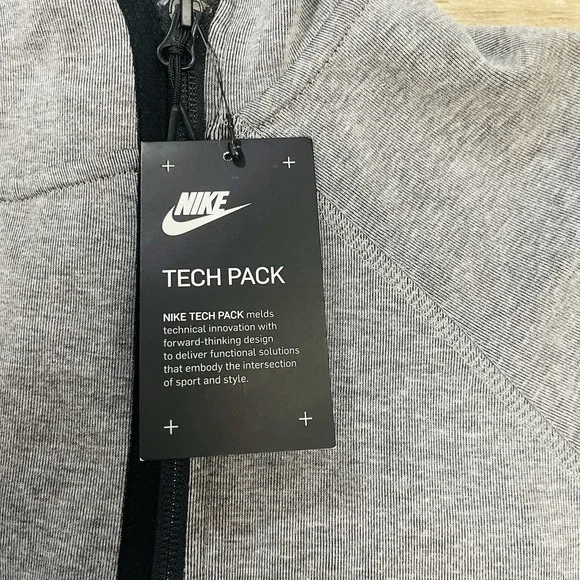 NIKE
TECH PACK
NIKE TECH PACK melds
technical innovation with
forward-thinking design
to deliver functional solutions
that embody the intersection
of sport and style.